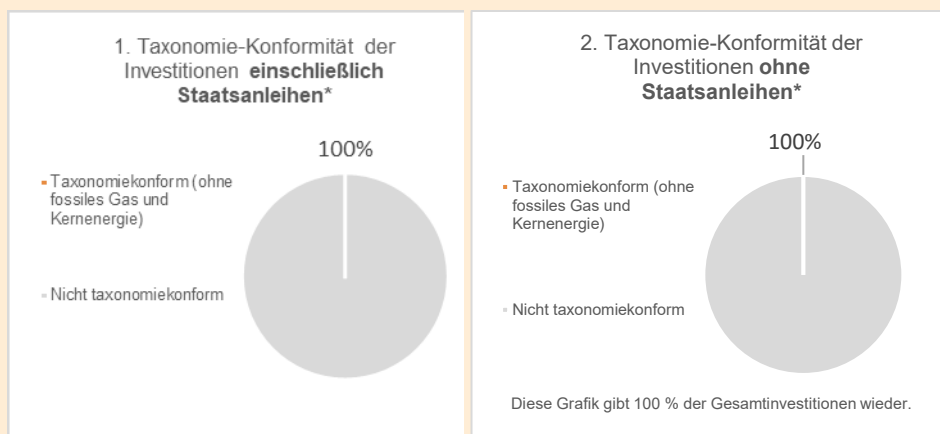 1. Taxonomie-Konformität der
Investitionen einschließlich
Staatsanleihen*
100%
Taxonomiekonform (ohne
fossiles Gas und
Kernenergie)
Nicht taxonomiekonform
2. Taxonomie-Konformität der
Investitionen ohne
Staatsanleihen*
100%
Taxonomiekonform (ohne
fossiles Gas und
Kernenergie)
Nicht taxonomiekonform
Diese Grafik gibt 100 % der Gesamtinvestitionen wieder.